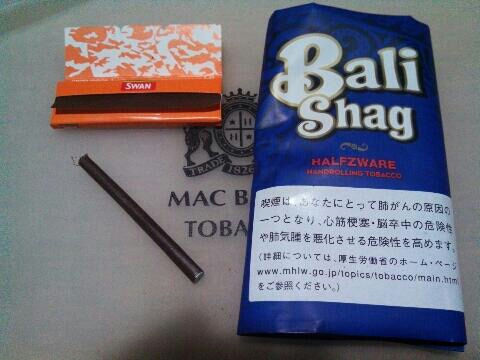 SWAN
TRADE
1826
MAC B
TOBA
Bali
Shag
HALFZWARE
HANDROLLING TOBACCO
喫煙は、あなたにとって肺がんの原因の
一つとなり、心筋梗塞・脳卒中の危険性
や肺気腫を悪化させる危険性を高めます。
(詳細については、厚生労働省のホーム・ページ
www.mhlw.go.jp/topics/tobacco/main.html
をご参照ください。)